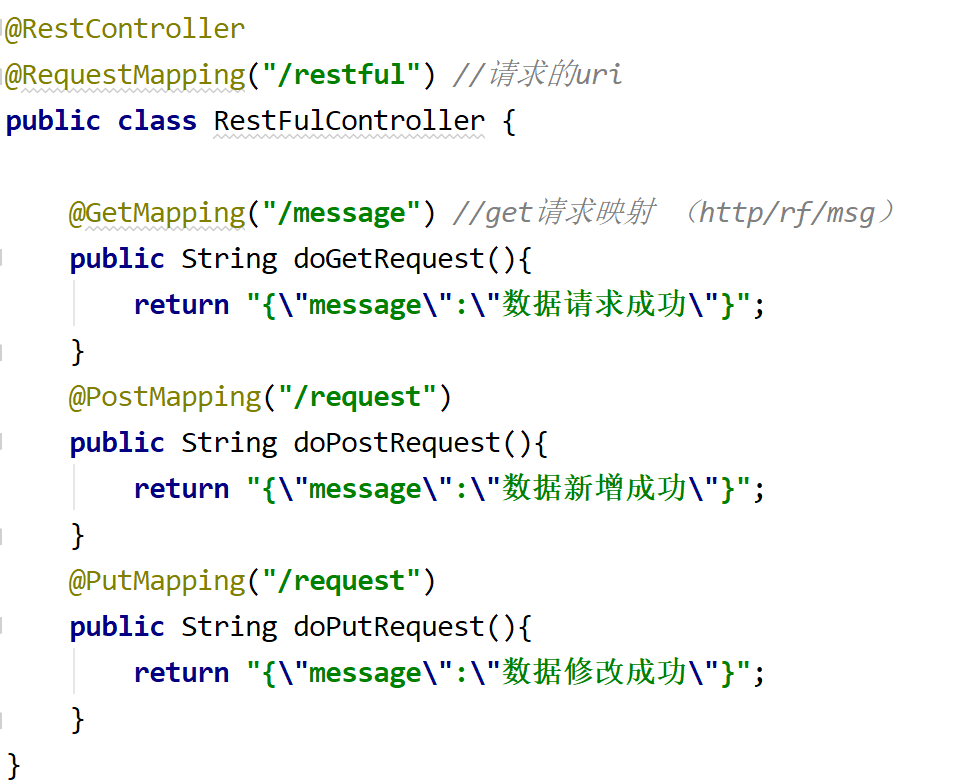 @RestController
@RequestMapping("/restful") //请求的uri
public class RestFulController {
@GetMapping("/message") //get请求映射 （http/rf/msg）
public String doGetRequest(){
return "{\"message\":\"数据请求成功\"}";
}
@PostMapping("/request")
public String doPostRequest(){
return "{\"message\":\"数据新增成功\"}";
}
@PutMapping("/request")
public String doPutRequest(){
return "{\"message\":\"数据修改成功\"}";
}
}